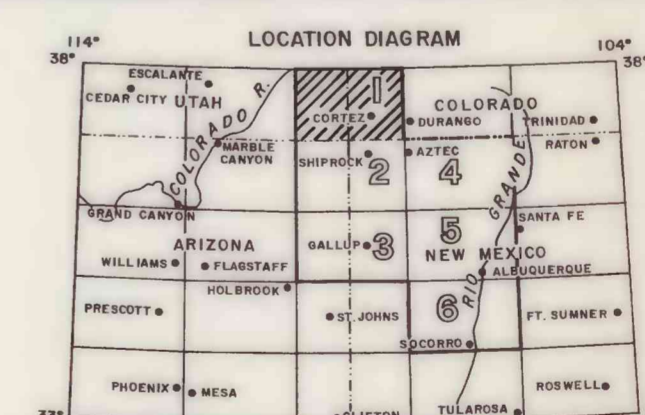 LOCATION DIAGRAM
114°
104°
38°
38°
ESCALANTE
CEDAR CITY
UTAH
COLORADO R.
1
CORTEZ
COLORADO
DURANGO
TRINIDAD
MARBLE
CANYON
SHIPROCK
2
AZTEC
4
RATON
GRAND CANYON
RIO GRANDE
SANTA FE
ARIZONA
GALLUP
3
5
NEW MEXICO
WILLIAMS
FLAGSTAFF
ALBUQUERQUE
HOLBROOK
PRESCOTT
ST. JOHNS
6
FT. SUMNER
SOCORRO
PHOENIX
MESA
ROSWELL
TULAROSA